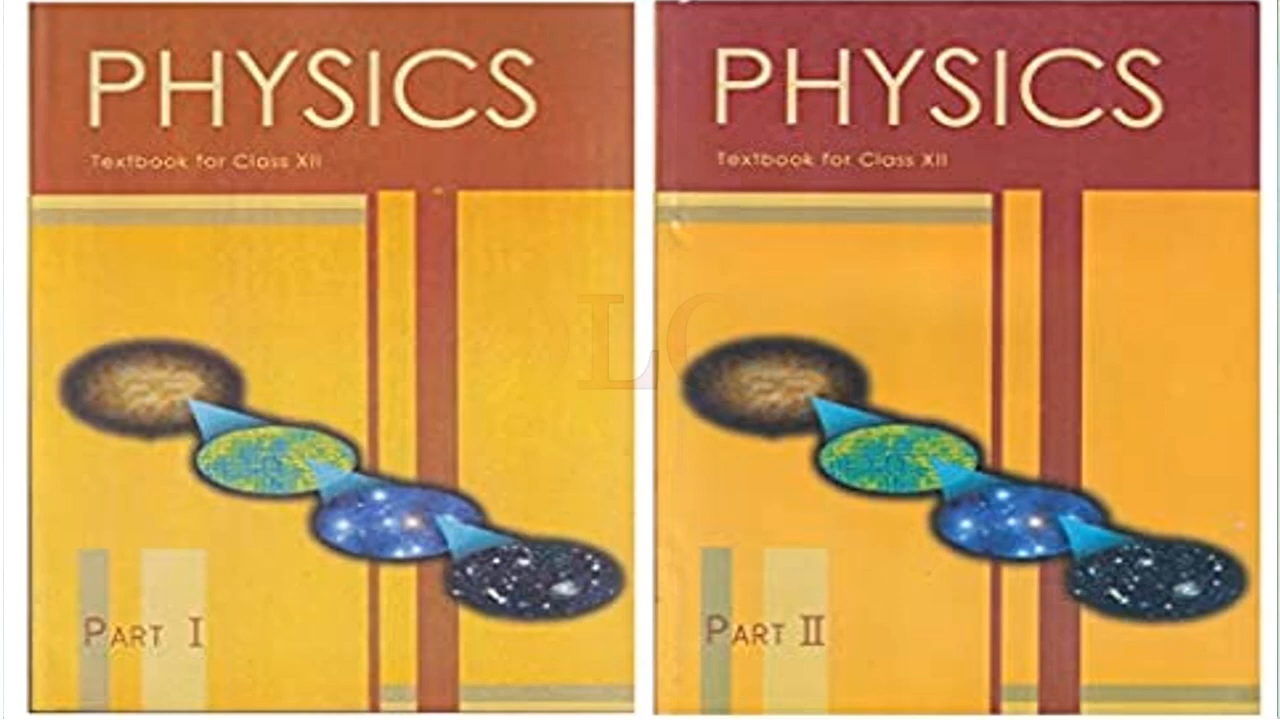 PHYSICS
Textbook for Class XII
PART I
PHYSICS
Textbook for Class XII
PART II